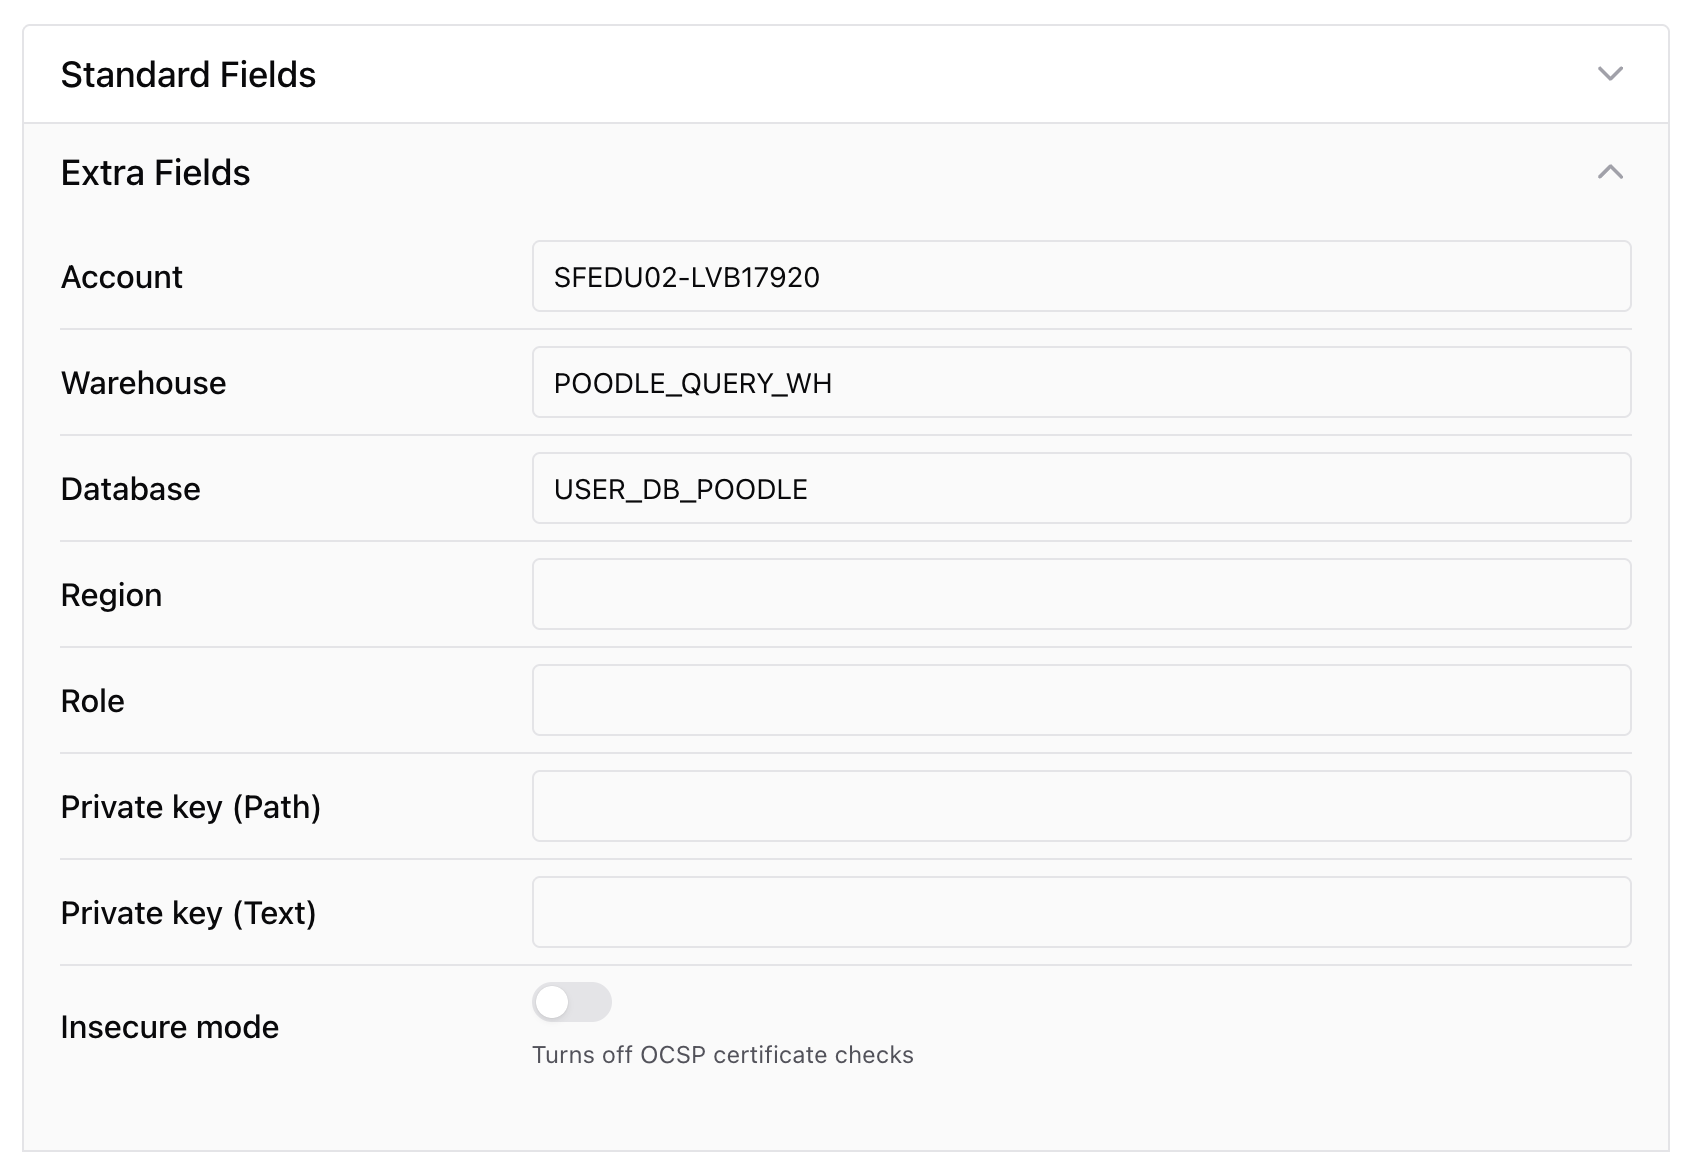 Standard Fields
Extra Fields
Account
SFEDU02-LVB17920
Warehouse
POODLE_QUERY_WH
Database
USER_DB_POODLE
Region
Role
Private key (Path)
Private key (Text)
Insecure mode
Turns off OCSP certificate checks